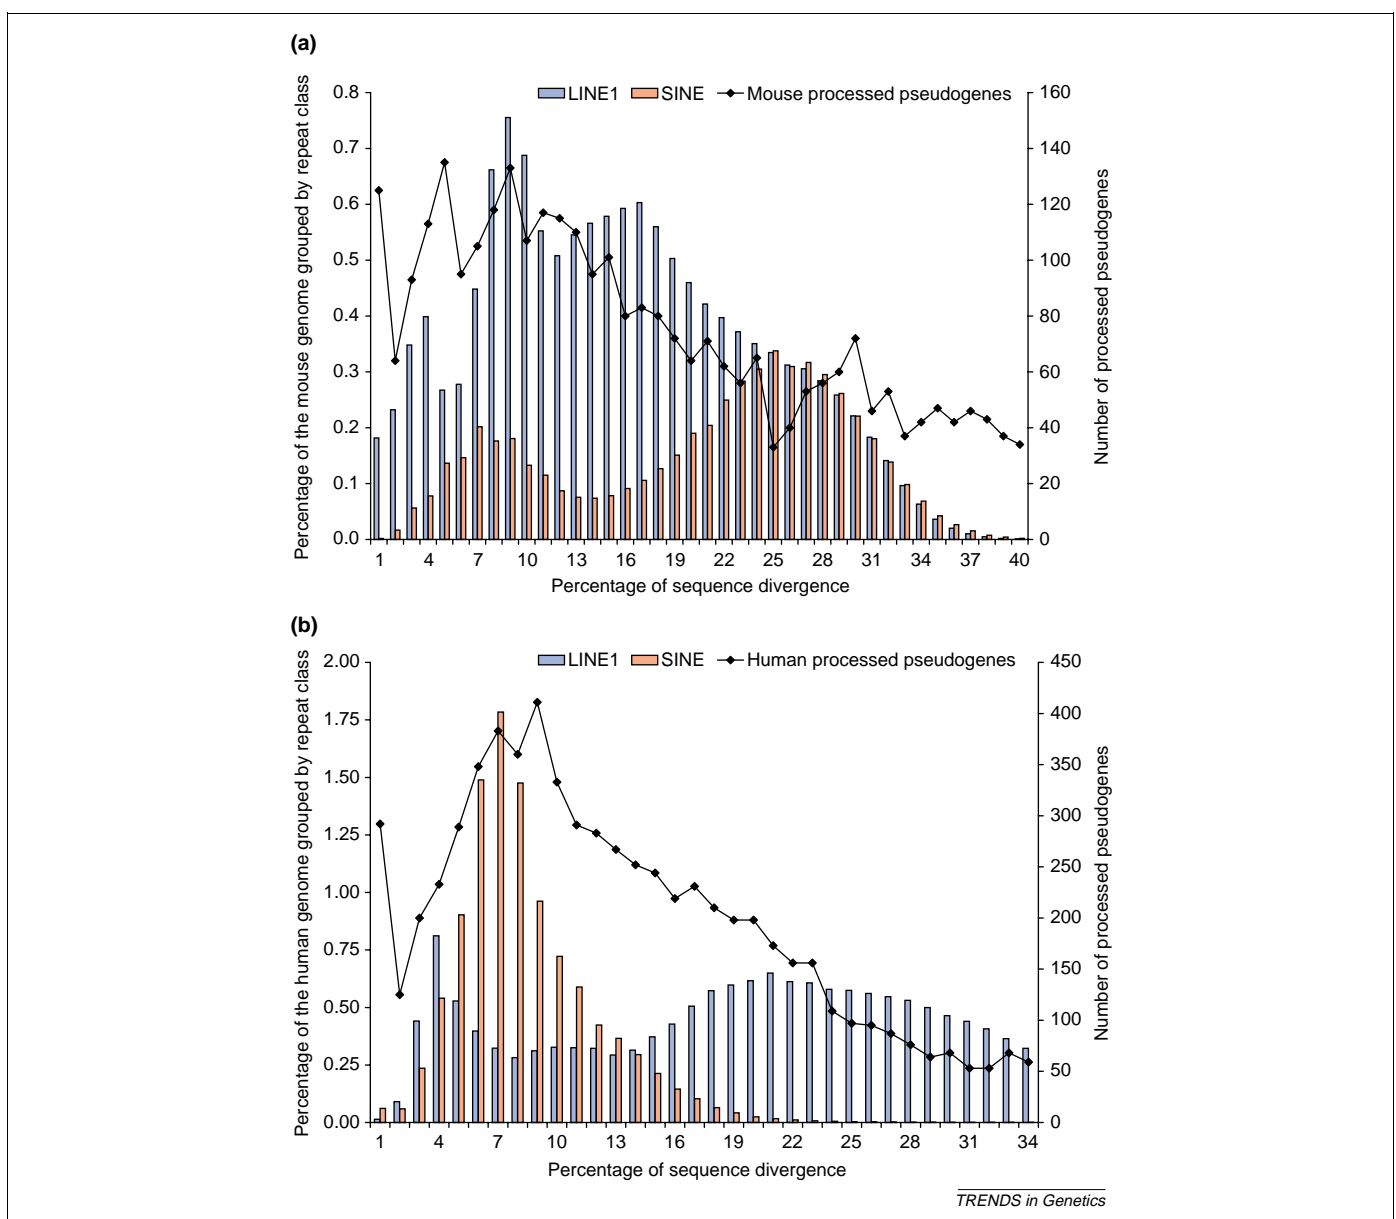 (a)
Percentage of the mouse genome grouped by repeat class
0.8
0.7
0.6
0.5
0.4
0.3
0.2
0.1
0.0
LINE1 SINE Mouse processed pseudogenes
160
140
120
100
80
60
40
20
0
Number of processed pseudogenes
1 4 7 10 13 16 19 22 25 28 31 34 37 40
Percentage of sequence divergence
(b)
Percentage of the human genome grouped by repeat class
2.00
1.75
1.50
1.25
1.00
0.75
0.50
0.25
0.00
LINE1 SINE Human processed pseudogenes
450
400
350
300
250
200
150
100
50
0
Number of processed pseudogenes
1 4 7 10 13 16 19 22 25 28 31 34
Percentage of sequence divergence
TRENDS in Genetics